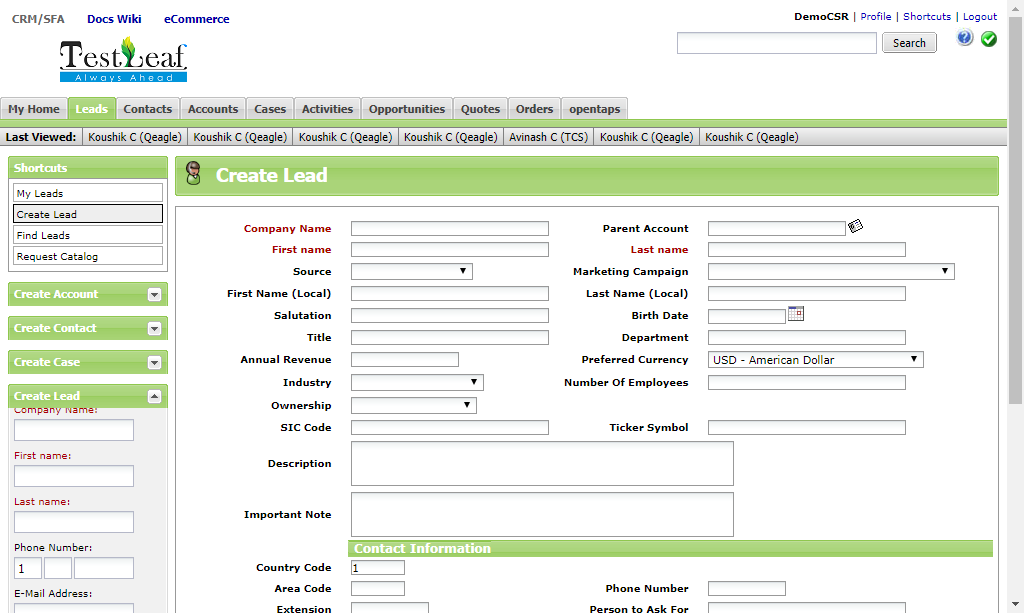 CRM/SFA Docs Wiki eCommerce
DemoCSR | Profile | Shortcuts | Logout
TestLeaf
Always Ahead
Search
My Home Leads Contacts Accounts Cases Activities Opportunities Quotes Orders opentaps
Last Viewed: Koushik C (Qeagle) Koushik C (Qeagle) Koushik C (Qeagle) Koushik C (Qeagle) Avinash C (TCS) Koushik C (Qeagle) Koushik C (Qeagle)
Shortcuts
My Leads
Create Lead
Find Leads
Request Catalog
Create Account
Create Contact
Create Case
Create Lead
Company Name:
First name:
Last name:
Phone Number:
1
E-Mail Address:
Create Lead
Company Name Parent Account
First name Last name
Source Marketing Campaign
First Name (Local) Last Name (Local)
Salutation Birth Date
Title Department
Annual Revenue Preferred Currency USD - American Dollar
Industry Number Of Employees
Ownership
SIC Code Ticker Symbol
Description
Important Note
Contact Information
Country Code 1
Area Code Phone Number
Extension Person to Ask For